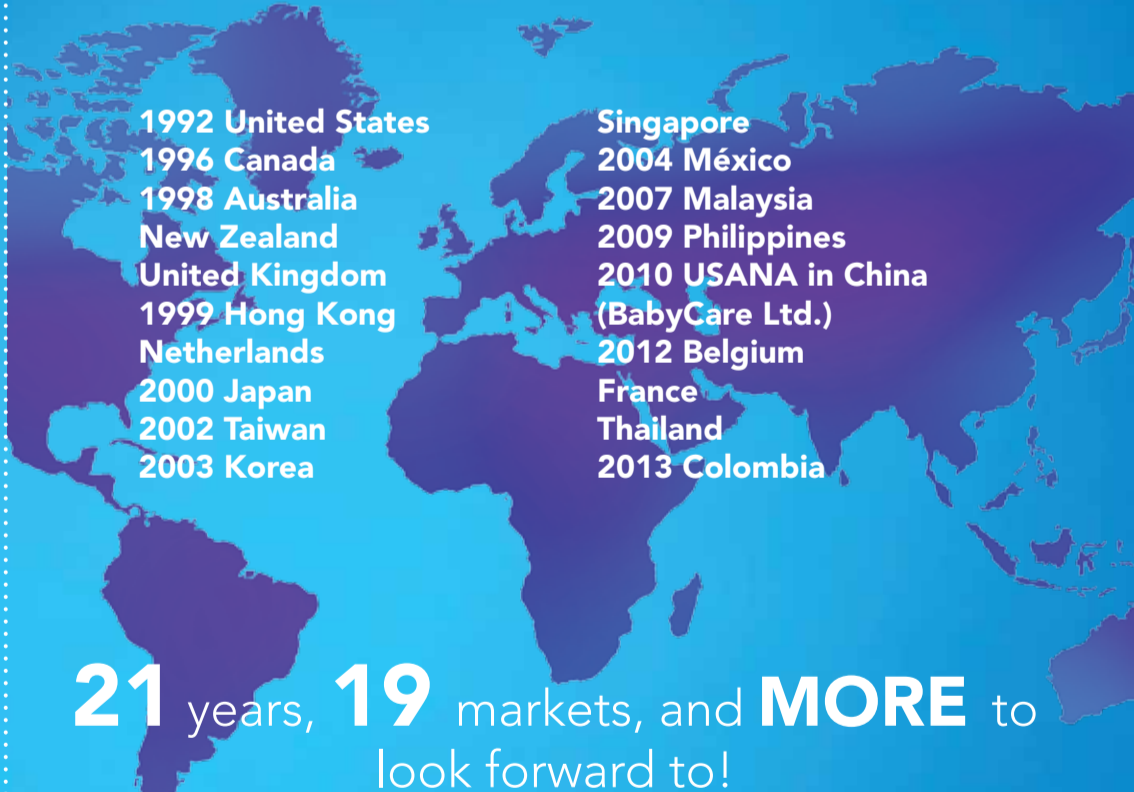 1992 United States
1996 Canada
1998 Australia
New Zealand
United Kingdom
1999 Hong Kong
Netherlands
2000 Japan
2002 Taiwan
2003 Korea
Singapore
2004 México
2007 Malaysia
2009 Philippines
2010 USANA in China
(BabyCare Ltd.)
2012 Belgium
France
Thailand
2013 Colombia
21 years, 19 markets, and MORE to
look forward to!